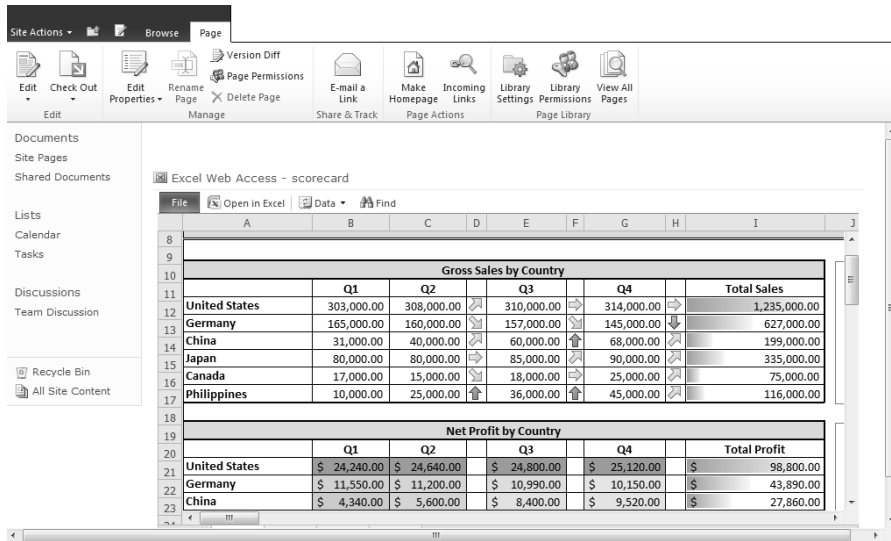 Site Actions Browse Page
Version Diff
Page Permissions
Delete Page
Edit Check Out Edit Properties Rename Page E-mail a Link Make Homepage Incoming Links Library Settings Library Permissions View All Pages
Edit Manage Share & Track Page Actions Page Library
Documents
Site Pages
Shared Documents
Lists
Calendar
Tasks
Discussions
Team Discussion
Recycle Bin
All Site Content
Excel Web Access - scorecard
File Open in Excel Data Find
A B C D E F G H I J
8
9
10 Gross Sales by Country
11 Q1 Q2 Q3 Q4 Total Sales
12 United States 303,000.00 308,000.00 310,000.00 314,000.00 1,235,000.00
13 Germany 165,000.00 160,000.00 157,000.00 145,000.00 627,000.00
14 China 31,000.00 40,000.00 60,000.00 68,000.00 199,000.00
15 Japan 80,000.00 80,000.00 85,000.00 90,000.00 335,000.00
16 Canada 17,000.00 15,000.00 18,000.00 25,000.00 75,000.00
17 Philippines 10,000.00 25,000.00 36,000.00 45,000.00 116,000.00
18
19 Net Profit by Country
20 Q1 Q2 Q3 Q4 Total Profit
21 United States $ 24,240.00 $ 24,640.00 $ 24,800.00 $ 25,120.00 $ 98,800.00
22 Germany $ 11,550.00 $ 11,200.00 $ 10,990.00 $ 10,150.00 $ 43,890.00
23 China $ 4,340.00 $ 5,600.00 $ 8,400.00 $ 9,520.00 $ 27,860.00